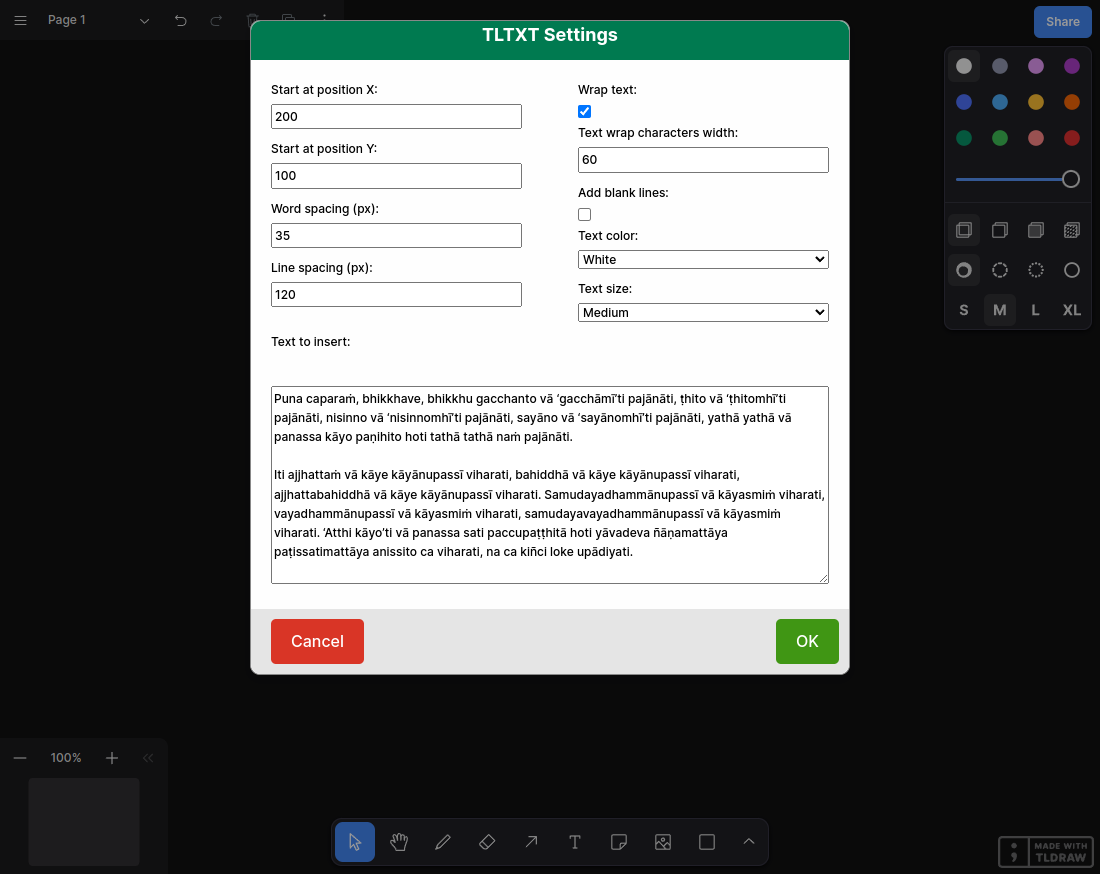 Page 1
Share
TLTXT Settings
Start at position X:
200
Start at position Y:
100
Word spacing (px):
35
Line spacing (px):
120
Wrap text:
Text wrap characters width:
60
Add blank lines:
Text color:
White
Text size:
Medium
Text to insert:
Puna caparaṁ, bhikkhave, bhikkhu gacchanto vā ‘gacchāmī’ti pajānāti, ṭhito vā ‘ṭhitomhī’ti
pajānāti, nisinno vā ‘nisinnomhī’ti pajānāti, sayāno vā ‘sayānomhī’ti pajānāti, yathā yathā vā
panassa kāyo paṇihito hoti tathā tathā naṁ pajānāti.
Iti ajjhattaṁ vā kāye kāyānupassī viharati, bahiddhā vā kāye kāyānupassī viharati,
ajjhattabahiddhā vā kāye kāyānupassī viharati. Samudayadhammānupassī vā kāyasmiṁ viharati,
vayadhammānupassī vā kāyasmiṁ viharati, samudayavayadhammānupassī vā kāyasmiṁ
viharati. ‘Atthi kāyo’ti vā panassa sati paccupaṭṭhitā hoti yāvadeva ñāṇamattāya
paṭissatimattāya anissito ca viharati, na ca kiñci loke upādiyati.
Cancel
OK
S M L XL
100%
MADE WITH
TLDRAW